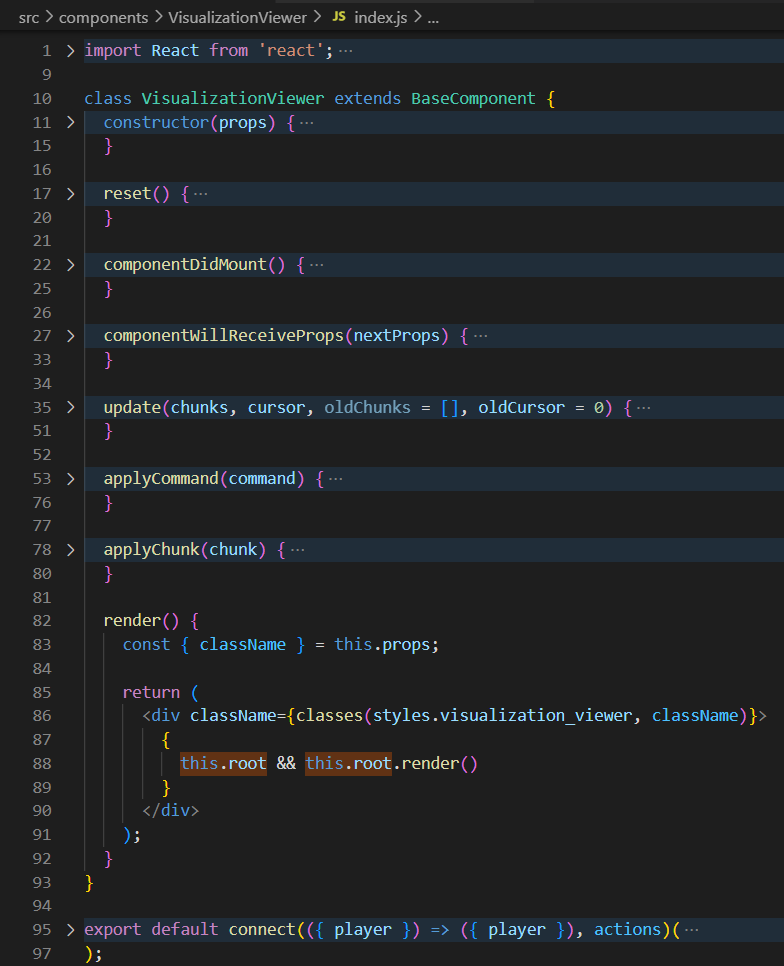 src > components > VisualizationViewer > JS index.js > ...
1 > import React from 'react'; ···
9
10 class VisualizationViewer extends BaseComponent {
11 > constructor(props) { ···
15 }
16
17 > reset() { ···
20 }
21
22 > componentDidMount() { ···
25 }
26
27 > componentWillReceiveProps(nextProps) { ···
33 }
34
35 > update(chunks, cursor, oldChunks = [], oldCursor = 0) { ···
51 }
52
53 > applyCommand(command) { ···
76 }
77
78 > applyChunk(chunk) { ···
80 }
81
82 render() {
83 const { className } = this.props;
84
85 return (
86 <div className={classes(styles.visualization_viewer, className)}>
87 {
88 this.root && this.root.render()
89 }
90 </div>
91 );
92 }
93 }
94
95 > export default connect(({ player }) => ({ player }), actions)( ···
97 );